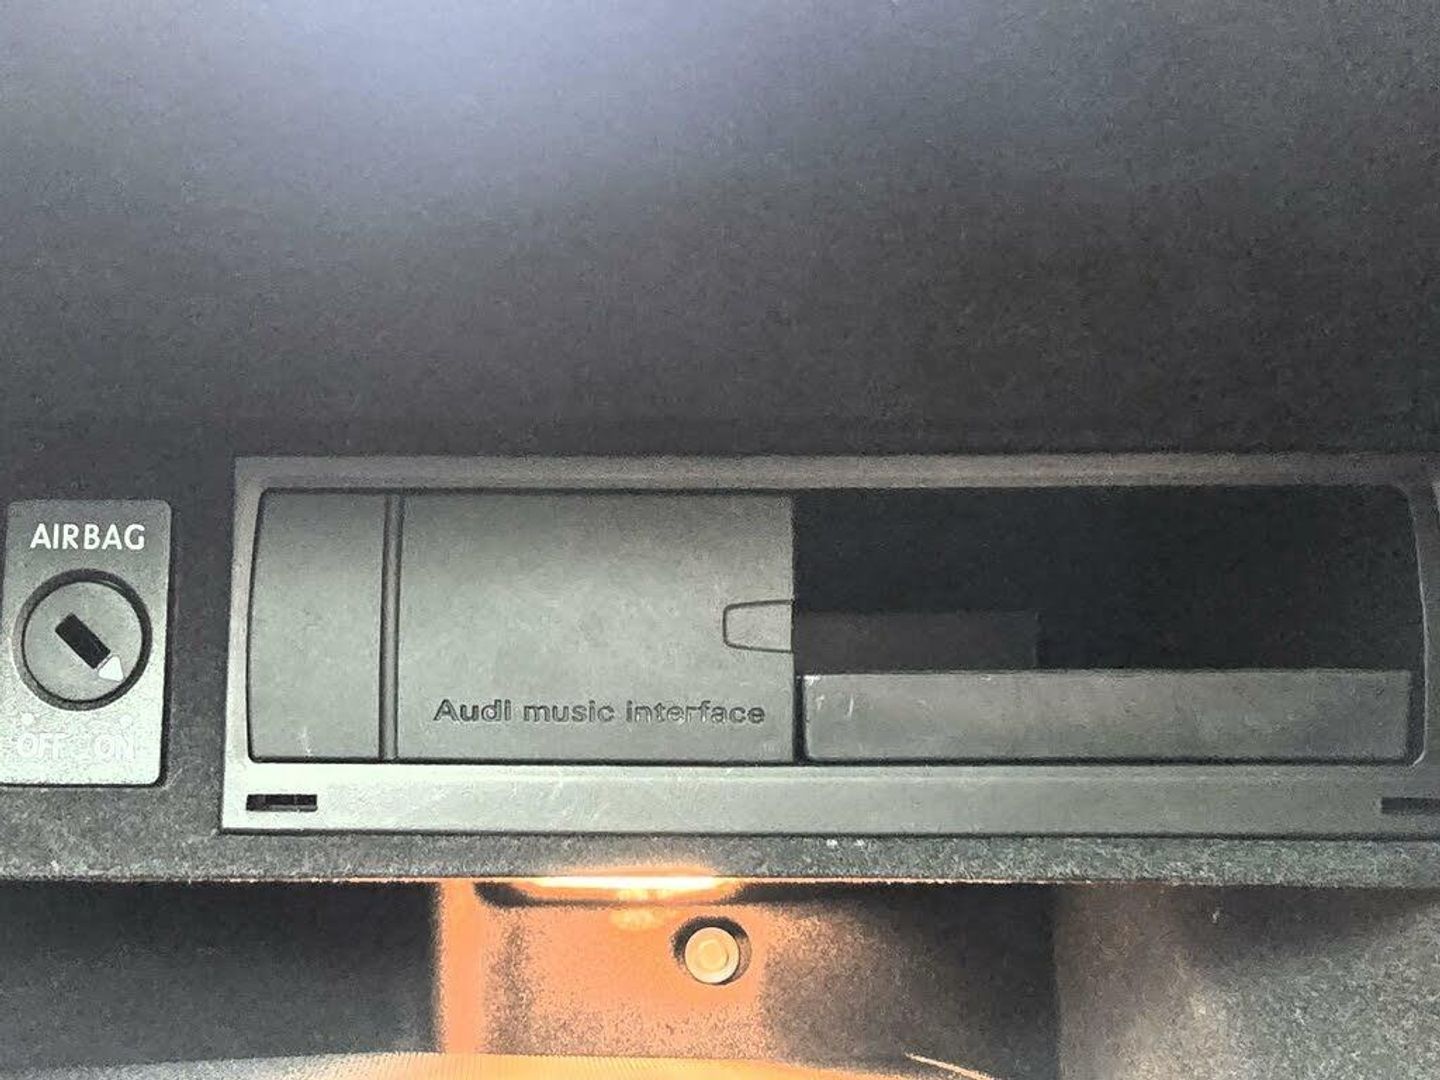 AIRBAG
OFF ON
Audi music interface